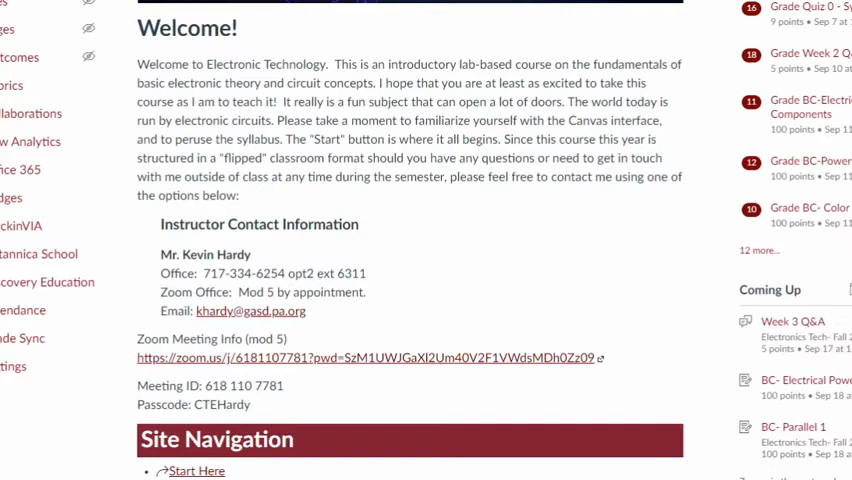 Welcome!
Welcome to Electronic Technology. This is an introductory lab-based course on the fundamentals of
basic electronic theory and circuit concepts. I hope that you are at least as excited to take this
course as I am to teach it! It really is a fun subject that can open a lot of doors. The world today is
run by electronic circuits. Please take a moment to familiarize yourself with the Canvas interface,
and to peruse the syllabus. The "Start" button is where it all begins. Since this course this year is
structured in a "flipped" classroom format should you have any questions or need to get in touch
with me outside of class at any time during the semester, please feel free to contact me using one of
the options below:
Instructor Contact Information
Mr. Kevin Hardy
Office: 717-334-6254 opt2 ext 6311
Zoom Office: Mod 5 by appointment.
Email: khardy@gasd.pa.org
Zoom Meeting Info (mod 5)
https://zoom.us/j/6181107781?pwd=SzM1UWJGaXl2Um40V2F1VWdsMDh0Zz09
Meeting ID: 618 110 7781
Passcode: CTEHardy
Site Navigation
Start Here
ges
tcomes
brics
llaborations
w Analytics
fice 365
dges
ckinVIA
tannica School
scovery Education
tendance
de Sync
tings
16 Grade Quiz 0 - Sy
9 points • Sep 7 at
18 Grade Week 2 Q
5 points • Sep 10 at
11 Grade BC-Electri
Components
100 points • Sep 11
12 Grade BC-Power
100 points • Sep 11
10 Grade BC- Color
100 points • Sep 11
12 more...
Coming Up
Week 3 Q&A
Electronics Tech- Fall 2
5 points • Sep 17 at 1
BC- Electrical Powe
100 points • Sep 18 at
BC- Parallel 1
Electronics Tech- Fall 2
100 points • Sep 18 at